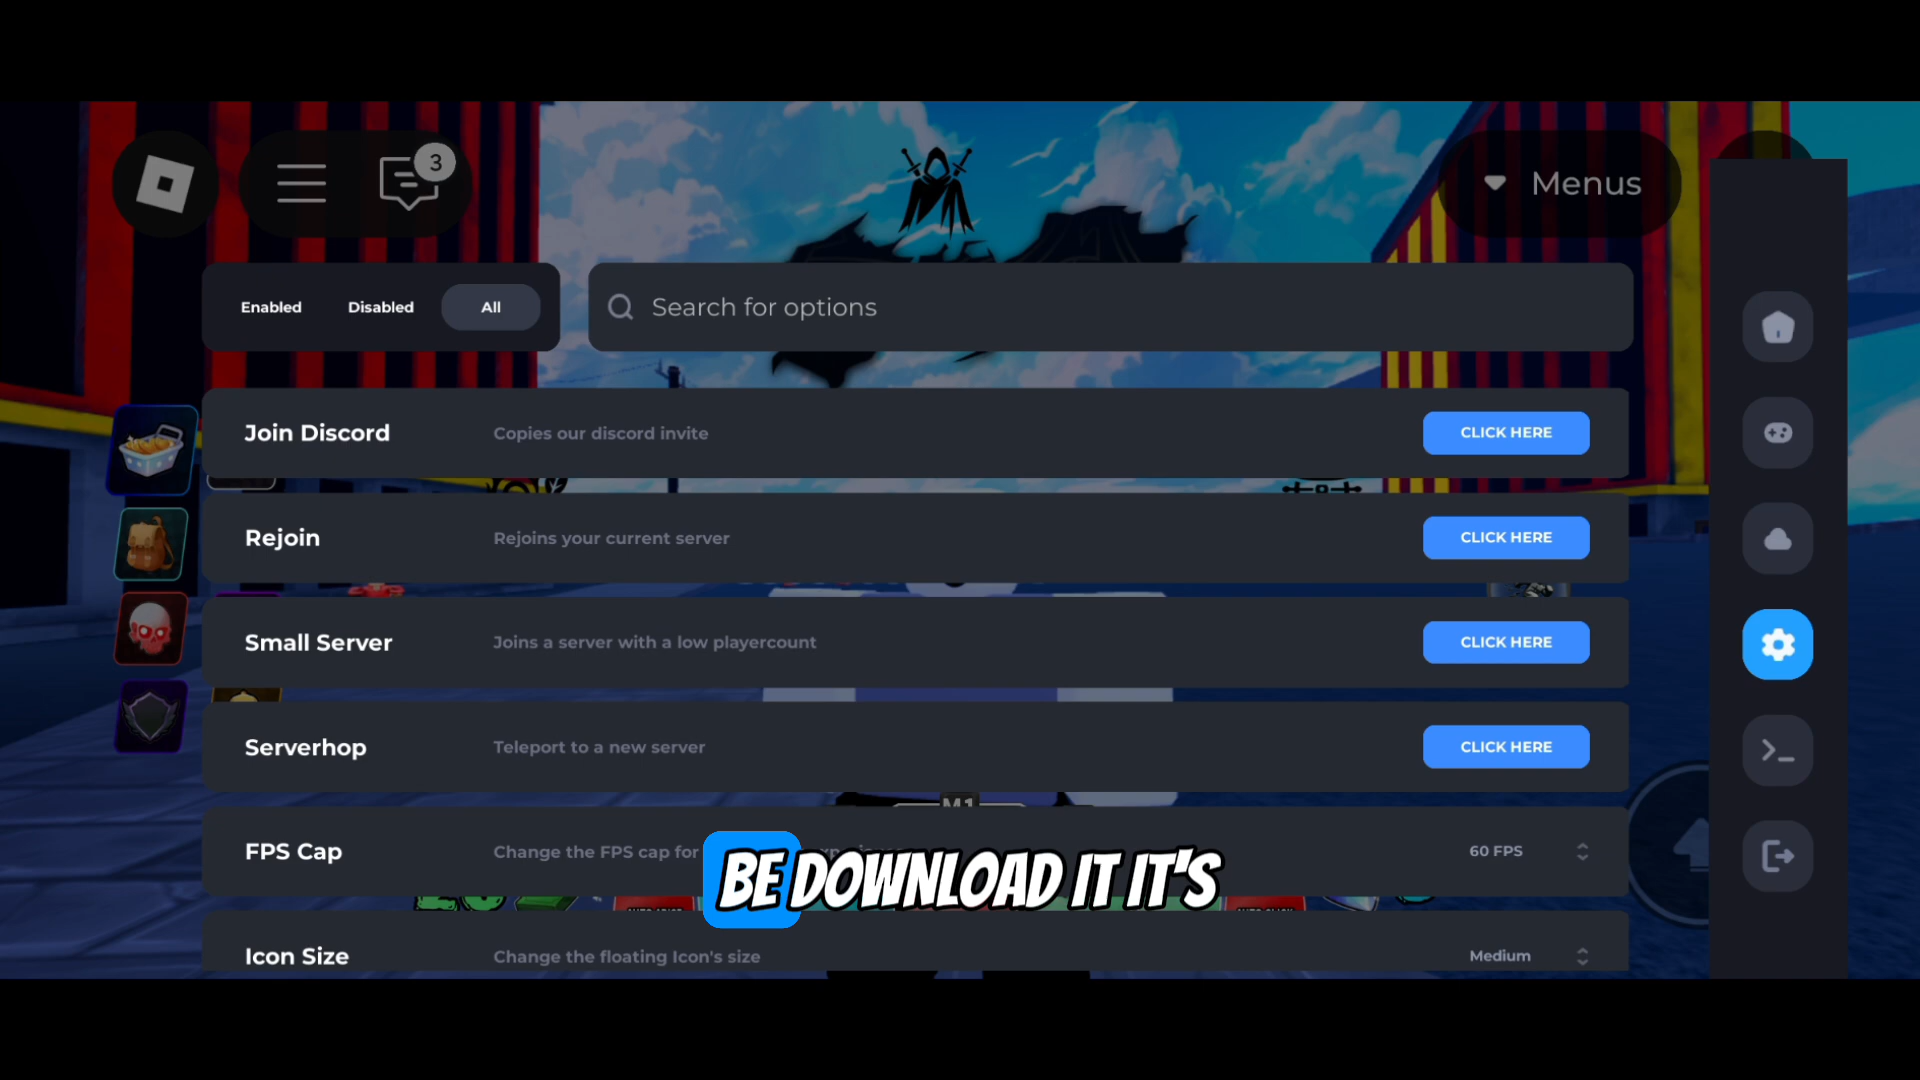 3
Menus
Enabled Disabled All
Search for options
Join Discord Copies our discord invite CLICK HERE
Rejoin Rejoins your current server CLICK HERE
Small Server Joins a server with a low playercount CLICK HERE
Serverhop Teleport to a new server CLICK HERE
M1
FPS Cap Change the FPS cap for 60 FPS
BE DOWNLOAD IT IT'S
Icon Size Change the floating Icon's size Medium